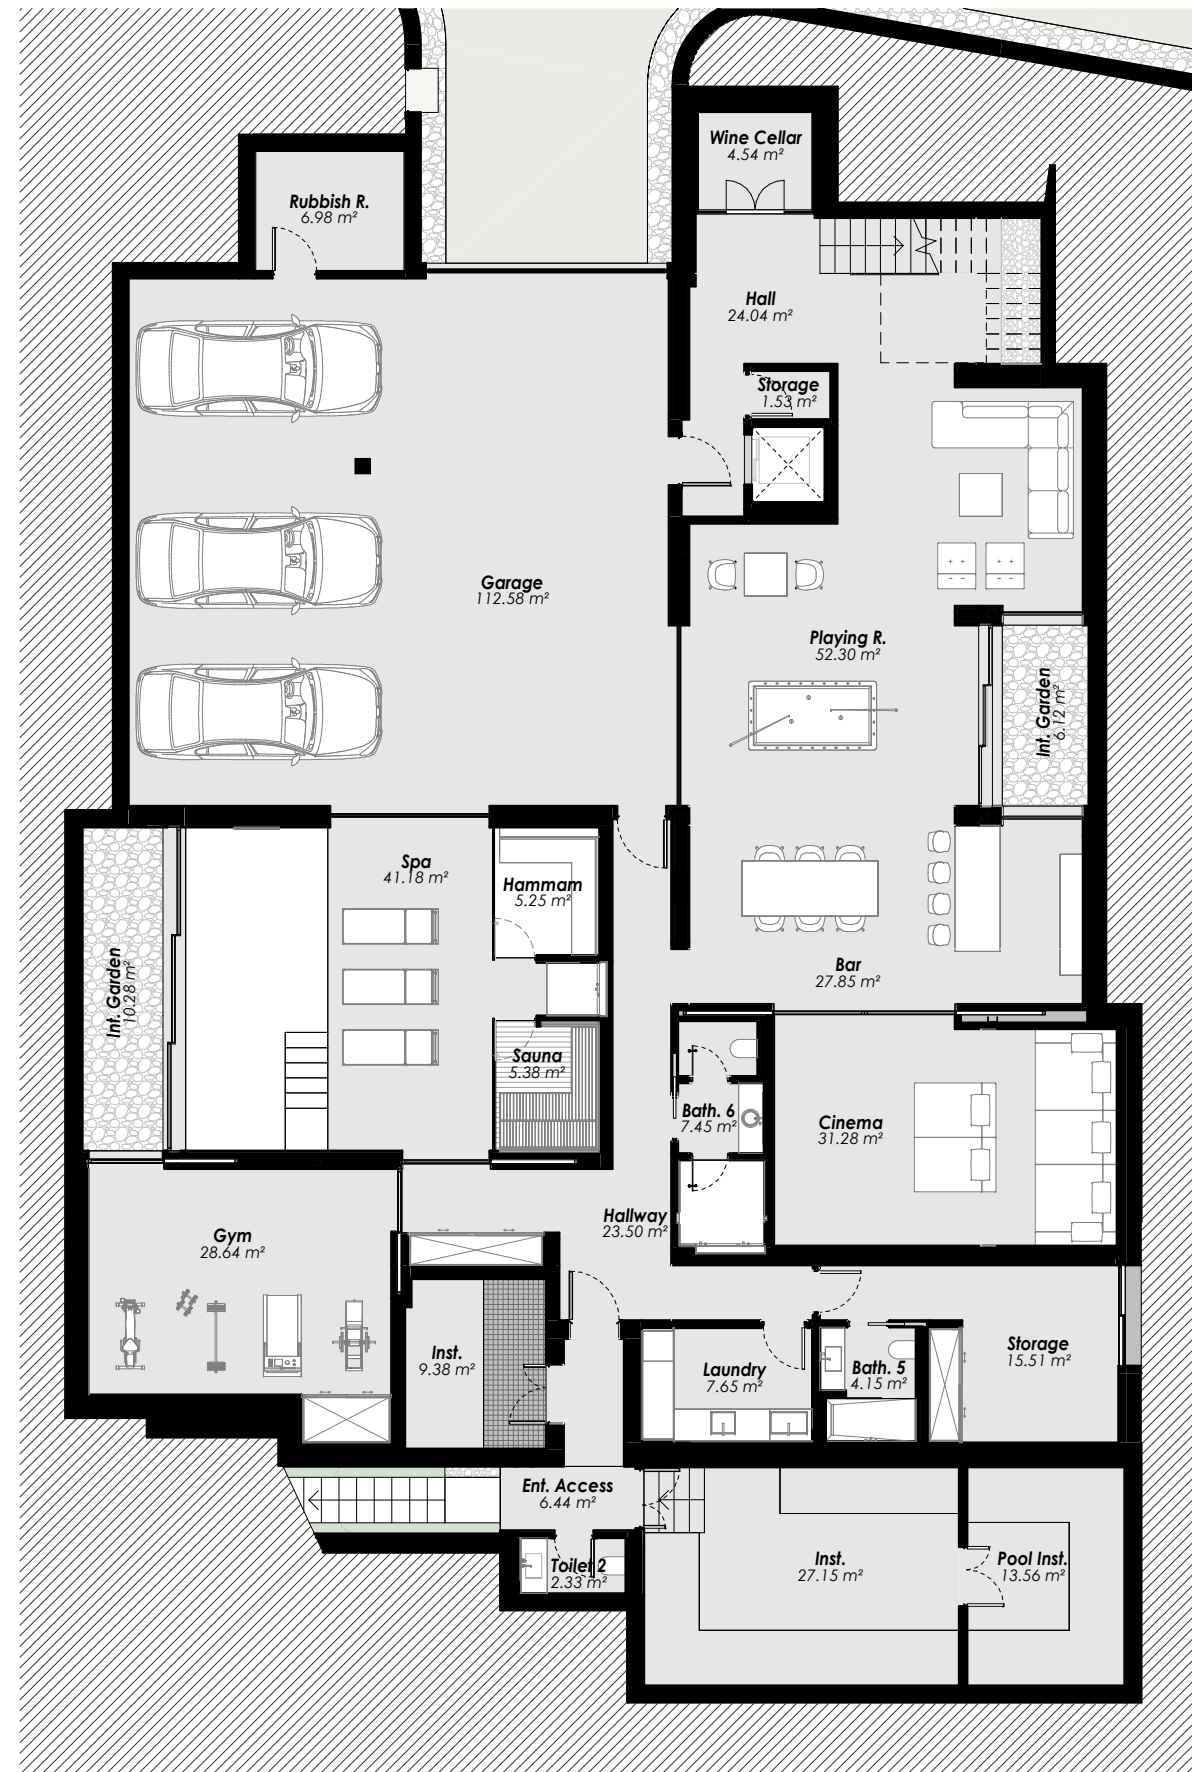 Wine Cellar
4.54 m²
Rubbish R.
6.98 m²
Hall
24.04 m²
Storage
1.53 m²
Garage
112.58 m²
Playing R.
52.30 m²
Int. Garden
6.12 m²
Spa
41.18 m²
Hammam
5.25 m²
Int. Garden
10.28 m²
Bar
27.85 m²
Sauna
5.38 m²
Bath. 6
7.45 m²
Cinema
31.28 m²
Hallway
23.50 m²
Gym
28.64 m²
Inst.
9.38 m²
Laundry
7.65 m²
Bath. 5
4.15 m²
Storage
15.51 m²
Ent. Access
6.44 m²
Toilet 2
2.33 m²
Inst.
27.15 m²
Pool Inst.
13.56 m²